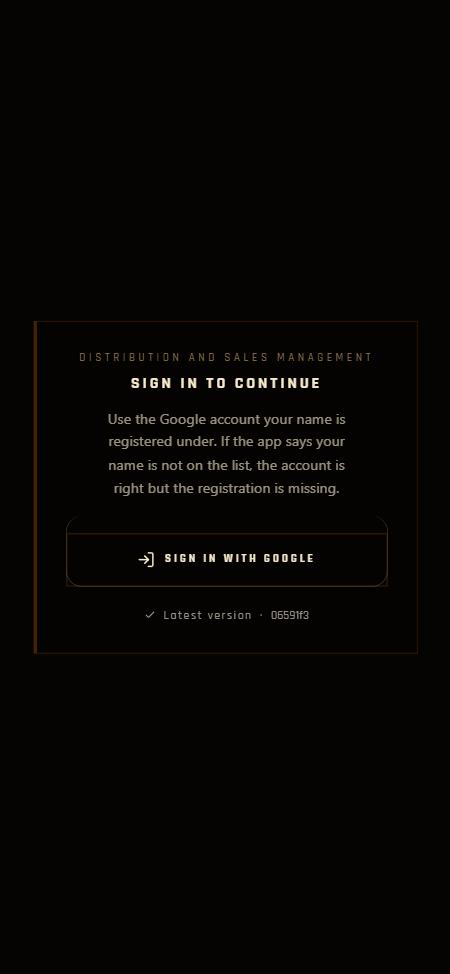 DISTRIBUTION AND SALES MANAGEMENT
SIGN IN TO CONTINUE
Use the Google account your name is
registered under. If the app says your
name is not on the list, the account is
right but the registration is missing.
SIGN IN WITH GOOGLE
Latest version · 06591f3